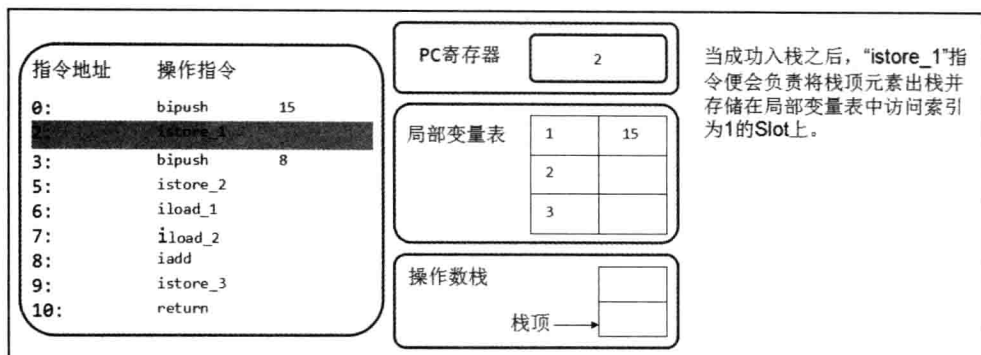 指令地址 操作指令
0: bipush 15
2: istore_1
3: bipush 8
5: istore_2
6: iload_1
7: iload_2
8: iadd
9: istore_3
10: return
PC寄存器 2
局部变量表 1 15
2
3
操作数栈
栈顶
当成功入栈之后，“istore_1”指
令便会负责将栈顶元素出栈并
存储在局部变量表中访问索引
为1的Slot上。